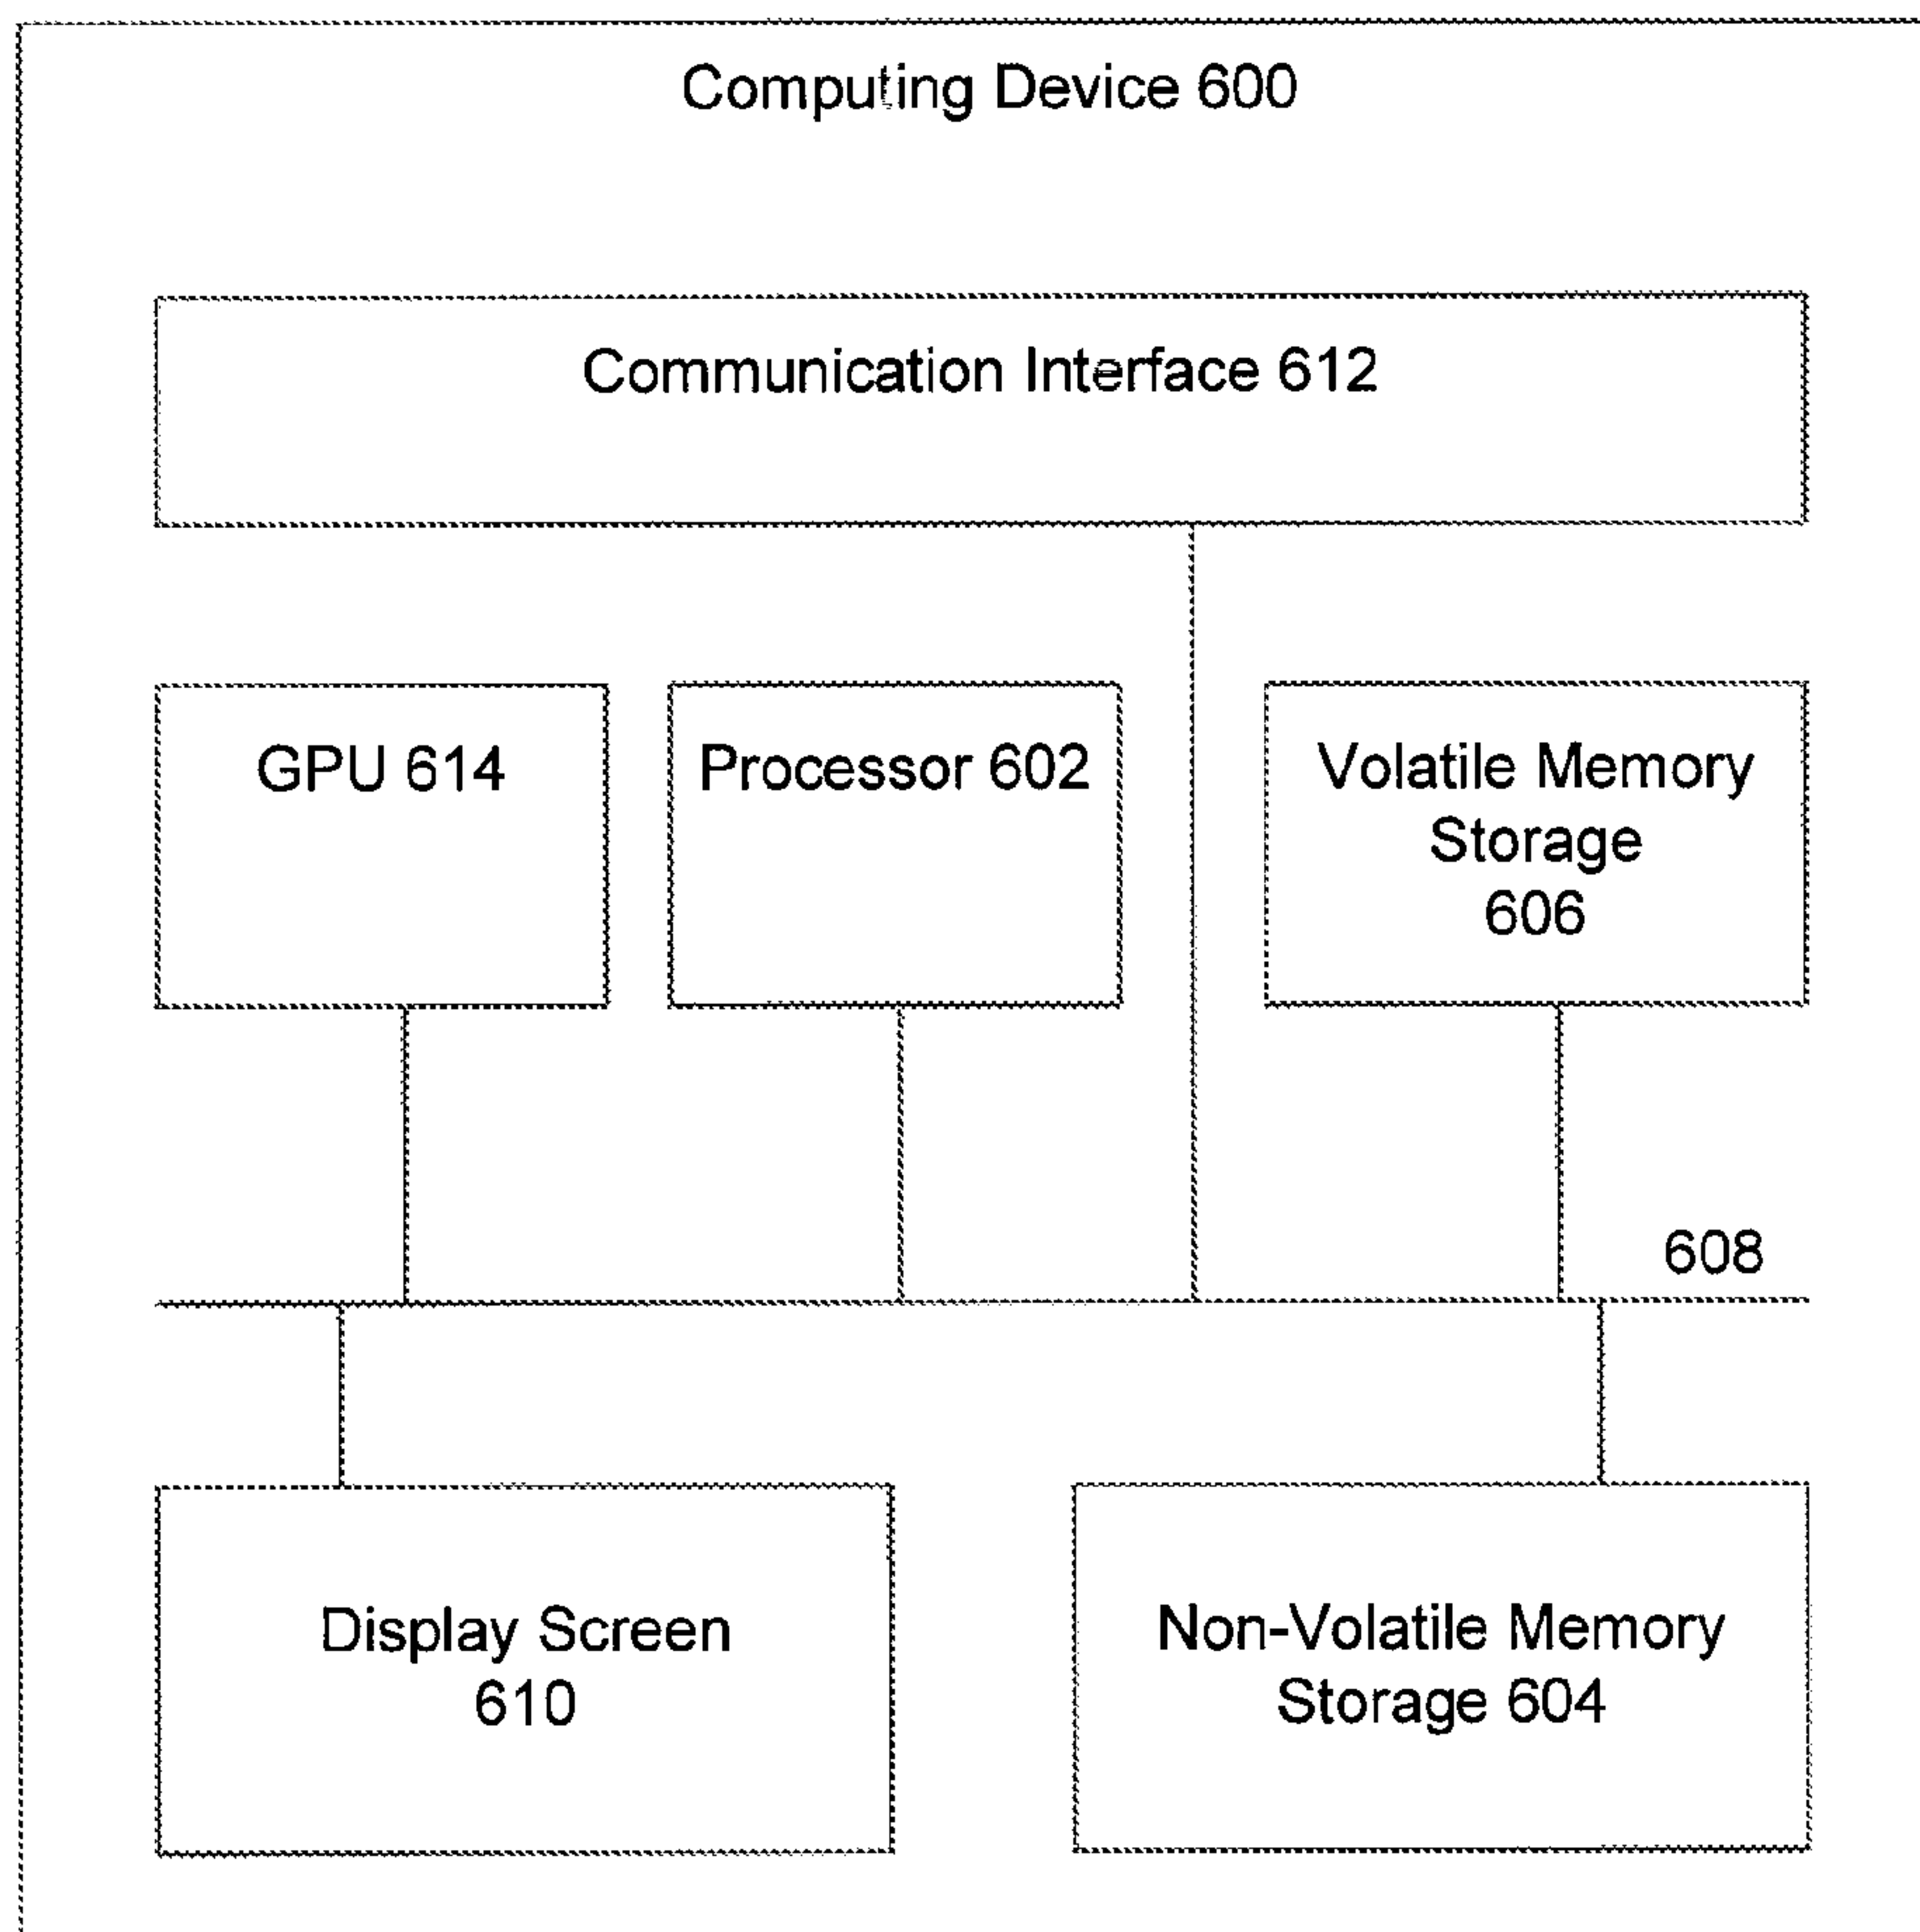 Computing Device 600
Communication Interface 612
GPU 614
Processor 602
Volatile Memory
Storage
606
608
Display Screen
610
Non-Volatile Memory
Storage 604